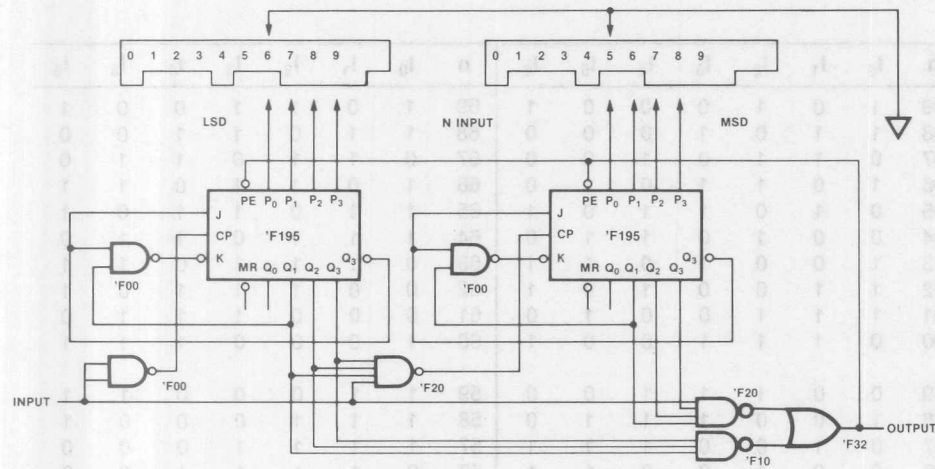 0 1 2 3 4 5 6 7 8 9
0 1 2 3 4 5 6 7 8 9
LSD
N INPUT
MSD
PE P0 P1 P2 P3
PE P0 P1 P2 P3
J
CP
K
'F195
Q3
MR Q0 Q1 Q2 Q3
J
CP
K
'F195
Q3
MR Q0 Q1 Q2 Q3
'F00
'F00
'F00
'F20
INPUT
'F20
'F10
'F32
OUTPUT